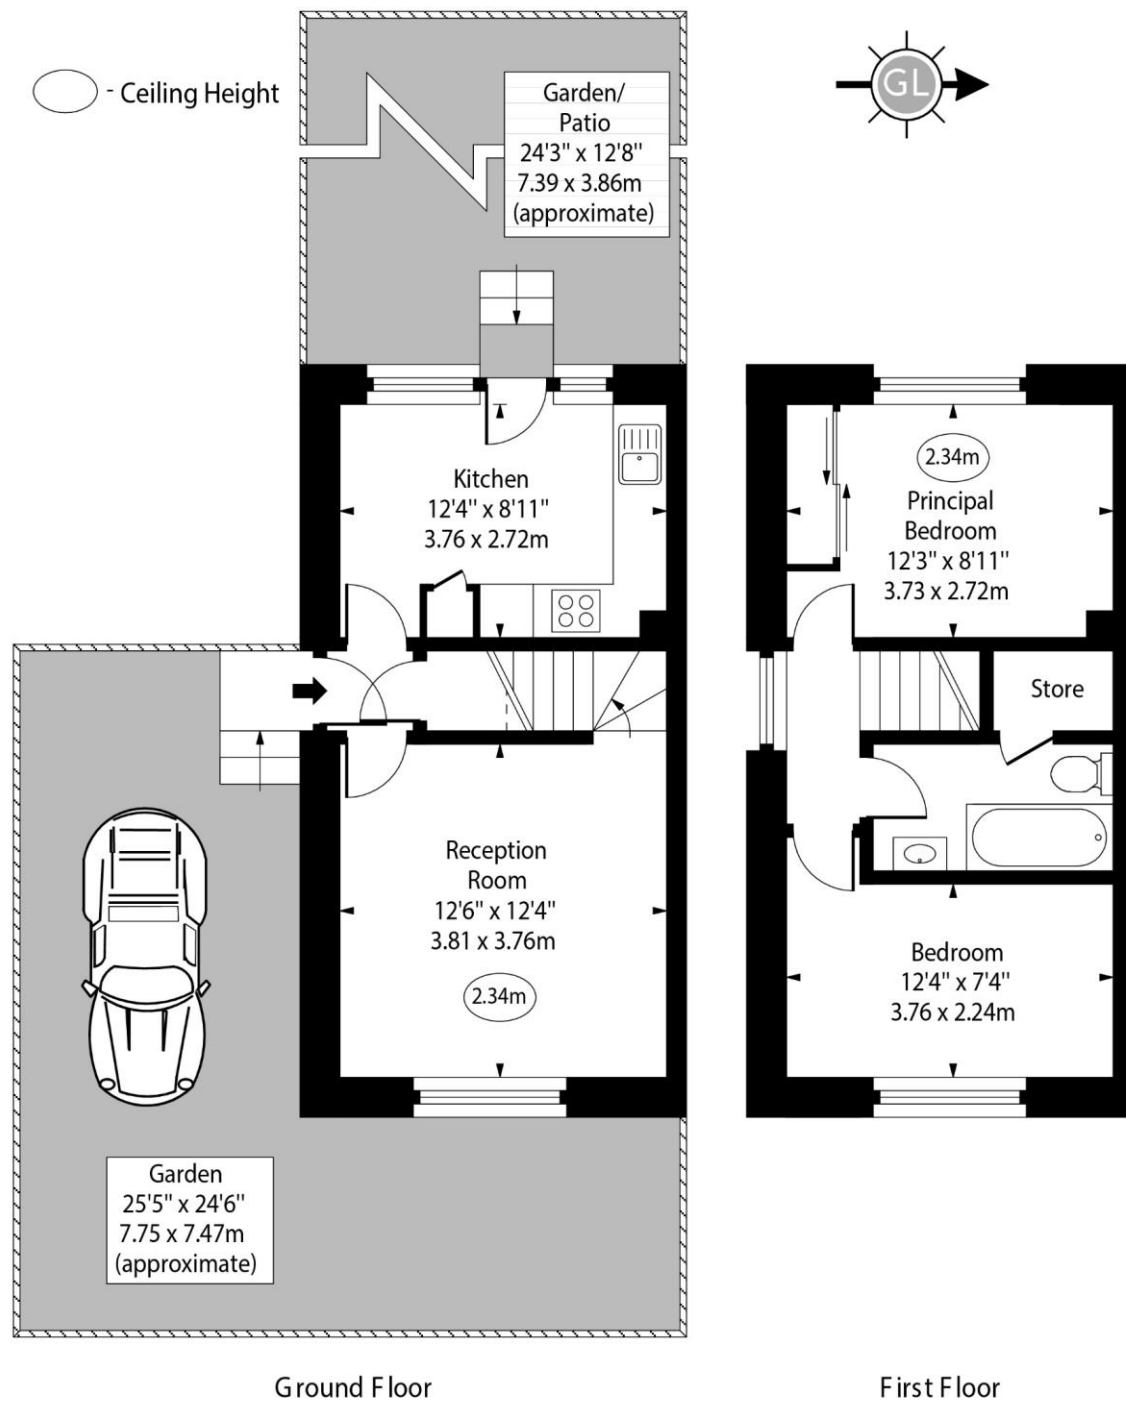 - Ceiling Height
GL
Garden/
Patio
24'3" x 12'8"
7.39 x 3.86m
(approximate)
Kitchen
12'4" x 8'11"
3.76 x 2.72m
2.34m
Principal
Bedroom
12'3" x 8'11"
3.73 x 2.72m
Store
Reception
Room
12'6" x 12'4"
3.81 x 3.76m
2.34m
Bedroom
12'4" x 7'4"
3.76 x 2.24m
Garden
25'5" x 24'6"
7.75 x 7.47m
(approximate)
Ground Floor
First Floor